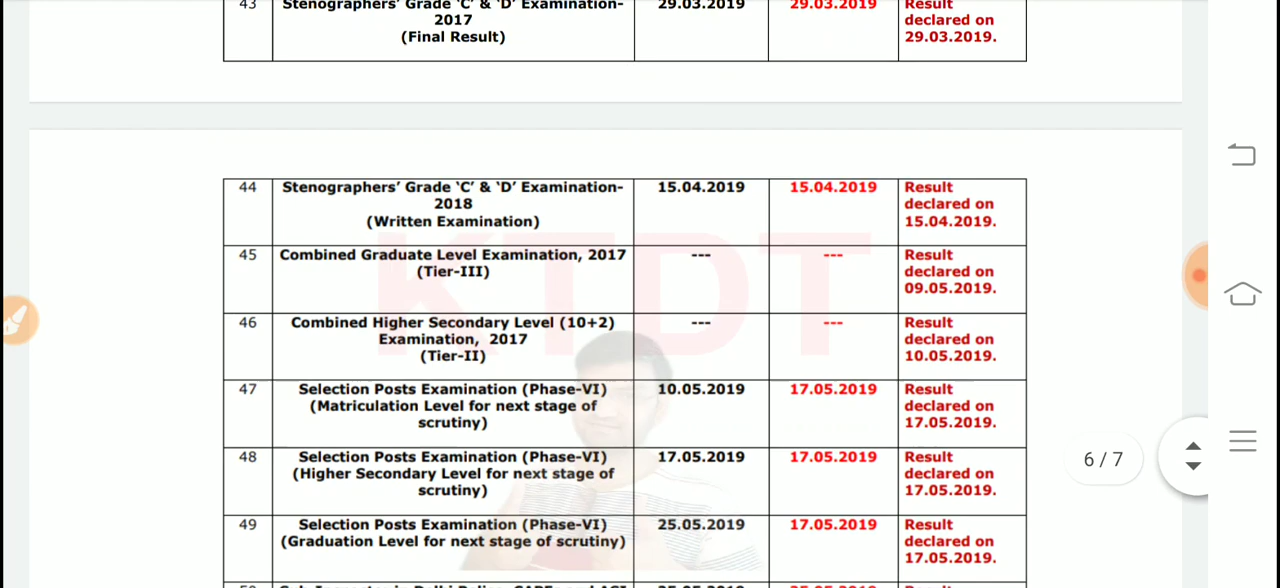 43 Stenographers’ Grade ‘C’ & ‘D’ Examination- 29.03.2019 29.03.2019 Result
2017 declared on
(Final Result) 29.03.2019.
44 Stenographers’ Grade ‘C’ & ‘D’ Examination- 15.04.2019 15.04.2019 Result
2018 declared on
(Written Examination) 15.04.2019.
45 Combined Graduate Level Examination, 2017 --- --- Result
(Tier-III) declared on
09.05.2019.
46 Combined Higher Secondary Level (10+2) --- --- Result
Examination, 2017 declared on
(Tier-II) 10.05.2019.
47 Selection Posts Examination (Phase-VI) 10.05.2019 17.05.2019 Result
(Matriculation Level for next stage of declared on
scrutiny) 17.05.2019.
48 Selection Posts Examination (Phase-VI) 17.05.2019 17.05.2019 Result
(Higher Secondary Level for next stage of declared on
scrutiny) 17.05.2019.
49 Selection Posts Examination (Phase-VI) 25.05.2019 17.05.2019 Result
(Graduation Level for next stage of scrutiny) declared on
17.05.2019.
KTDT
6 / 7